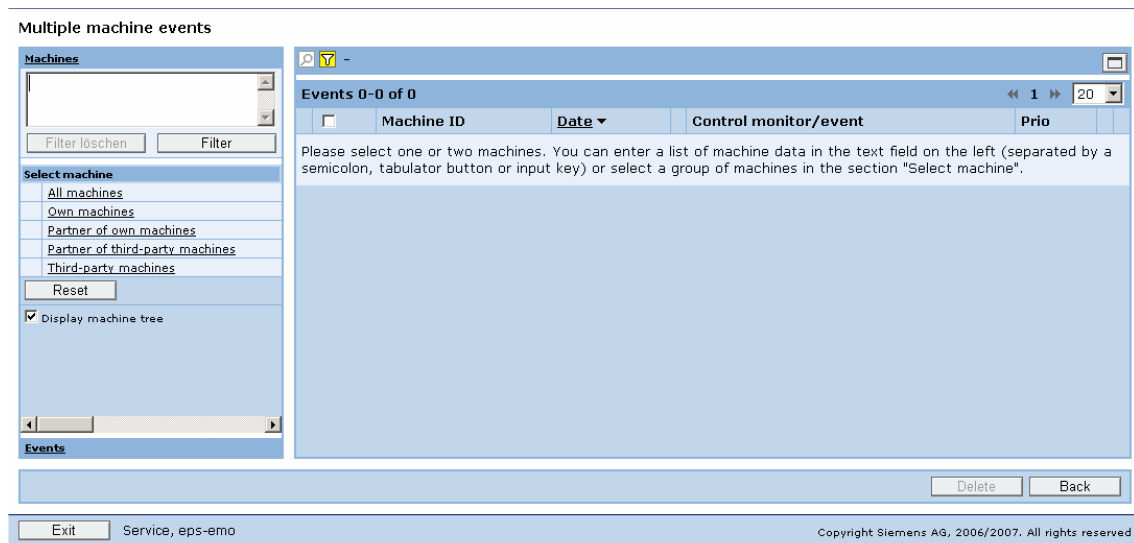 Multiple machine events
Machines
Filter löschen
Filter
Select machine
All machines
Own machines
Partner of own machines
Partner of third-party machines
Third-party machines
Reset
Display machine tree
Events
-
Events 0-0 of 0
1
20
Machine ID
Date
Control monitor/event
Prio
Please select one or two machines. You can enter a list of machine data in the text field on the left (separated by a
semicolon, tabulator button or input key) or select a group of machines in the section "Select machine".
Delete
Back
Exit
Service, eps-emo
Copyright Siemens AG, 2006/2007. All rights reserved